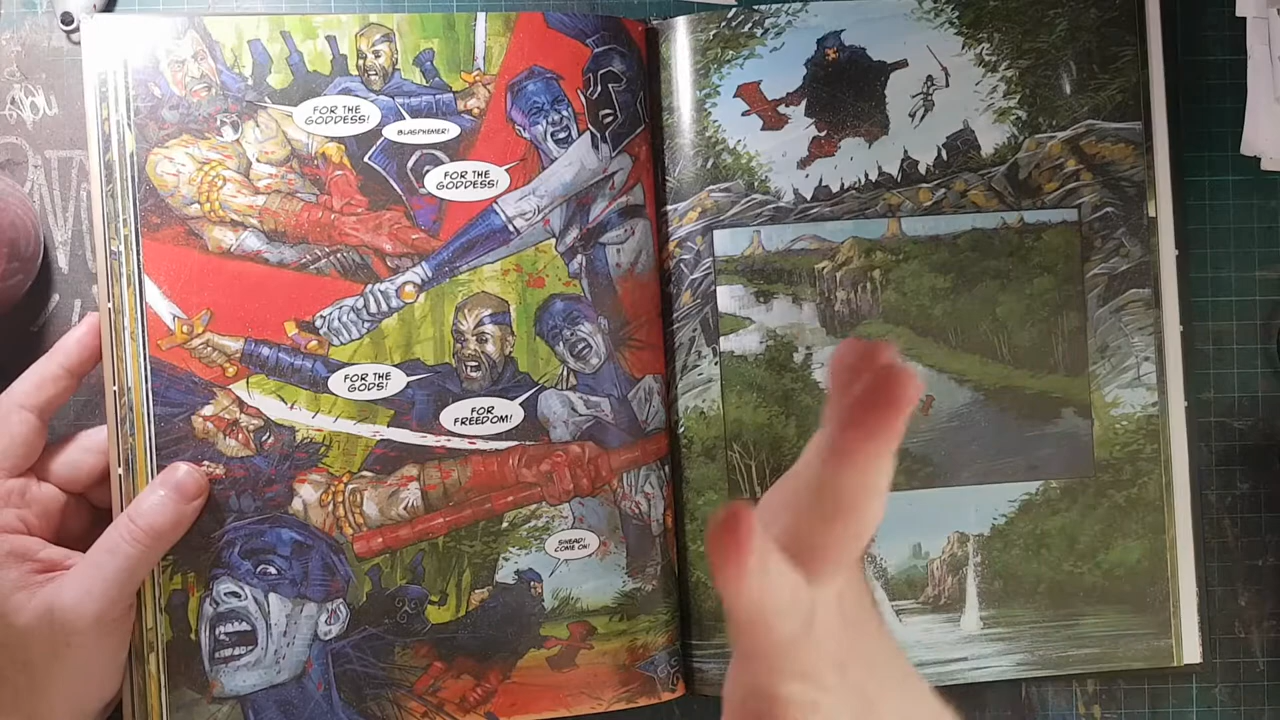 FOR THE
GODDESS!
BLASPHEMER!
FOR THE
GODDESS!
FOR THE
GODS!
FOR
FREEDOM!
SINEAD!
COME ON!